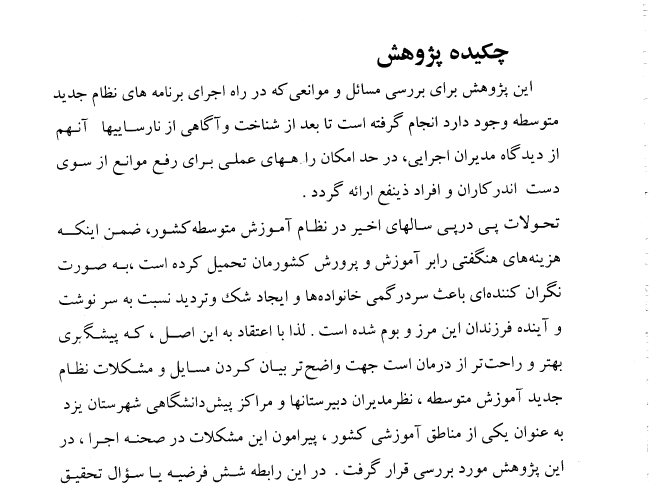 چکیده پژوهش
این پژوهش برای بررسی مسائل و موانعی که در راه اجرای برنامه های نظام جدید
متوسطه وجود دارد انجام گرفته است تا بعد از شناخت و آگاهی از نارساییها آنهم
از دیدگاه مدیران اجرایی، در حد امکان را ههای عملی برای رفع موانع از سوی
دست اندرکاران و افراد ذینفع ارائه گردد .
تحولات پی درپی سالهای اخیر در نظام آموزش متوسطه کشور، ضمن اینکه
هزینه‌های هنگفتی رابر آموزش و پرورش کشورمان تحمیل کرده است ،به صورت
نگران کننده‌ای باعث سردرگمی خانواده‌ها و ایجاد شک وتردید نسبت به سر نوشت
و آینده فرزندان این مرز و بوم شده است . لذا با اعتقاد به این اصل ، که پیشگیری
بهتر و راحت‌تر از درمان است جهت واضح‌تر بیان کردن مسایل و مشکلات نظام
جدید آموزش متوسطه ، نظرمدیران دبیرستانها و مراکز پیش‌دانشگاهی شهرستان یزد
به عنوان یکی از مناطق آموزشی کشور ، پیرامون این مشکلات در صحنه اجرا ، در
این پژوهش مورد بررسی قرار گرفت . در این رابطه شش فرضیه یا سؤال تحقیق